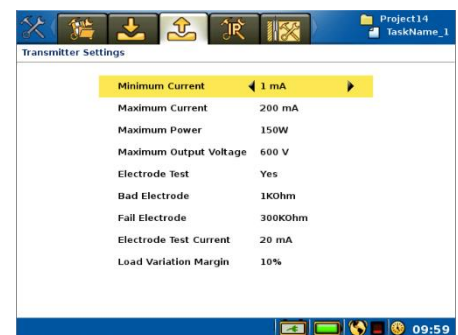 Project14
TaskName_1
Transmitter Settings
Minimum Current 1 mA
Maximum Current 200 mA
Maximum Power 150W
Maximum Output Voltage 600 V
Electrode Test Yes
Bad Electrode 1KOhm
Fail Electrode 300KOhm
Electrode Test Current 20 mA
Load Variation Margin 10%
09:59